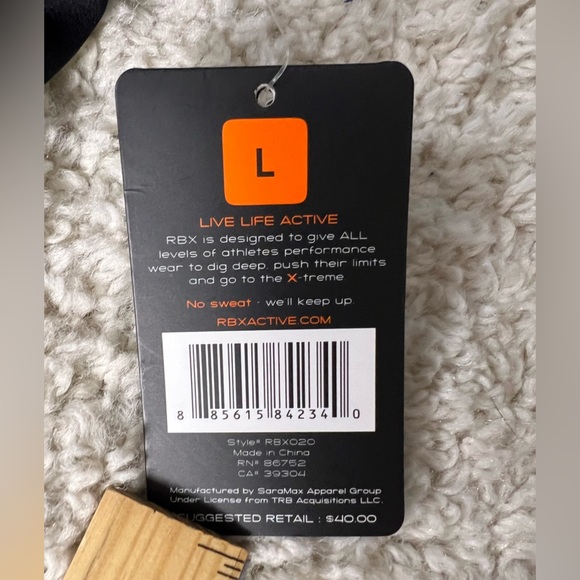 L
LIVE LIFE ACTIVE
RBX is designed to give ALL
levels of athletes performance
wear to dig deep, push their limits
and go to the X-treme.
No sweat - we'll keep up.
RBXACTIVE.COM
8 85615 84234 0
Style# RBX020
Made in China
RN# 86752
CA# 39304
Manufactured by SaraMax Apparel Group
Under License from TRB Acquisitions LLC.
SUGGESTED RETAIL : $40.00